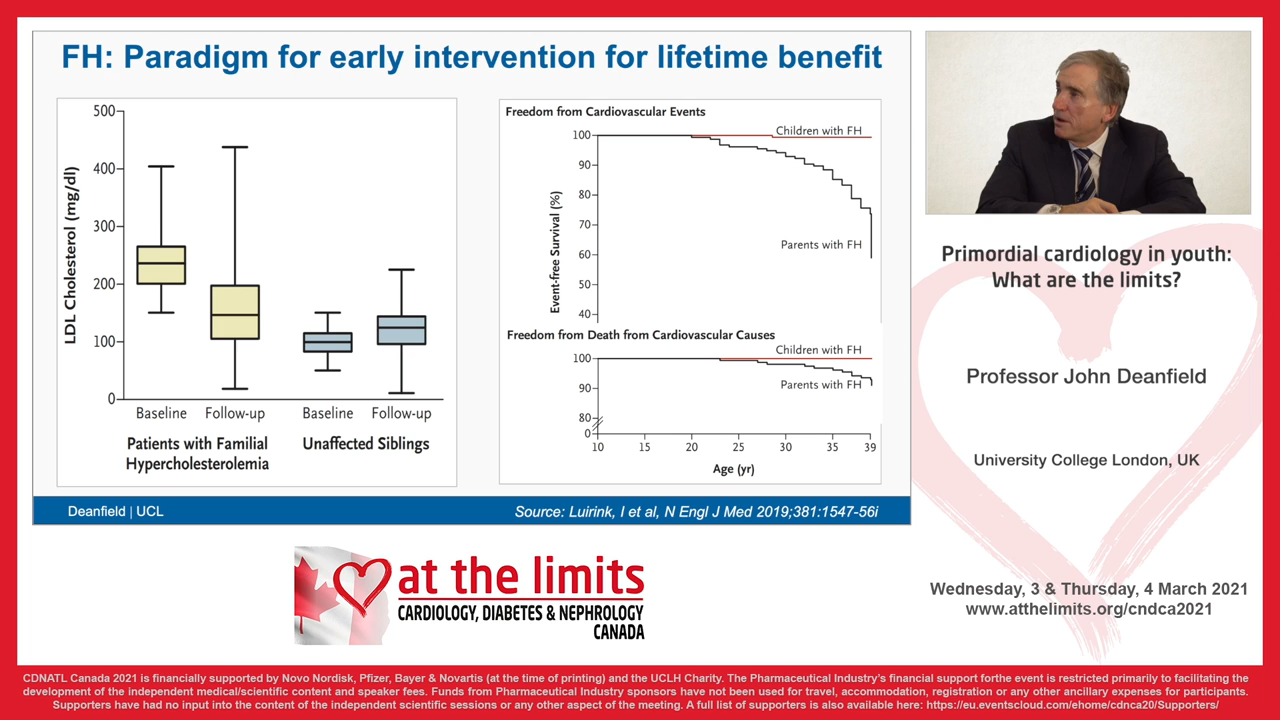 FH: Paradigm for early intervention for lifetime benefit
LDL Cholesterol (mg/dl)
500
400
300
200
100
0
Baseline
Follow-up
Baseline
Follow-up
Patients with Familial
Hypercholesterolemia
Unaffected Siblings
Freedom from Cardiovascular Events
Event-free Survival (%)
100
90
80
70
60
50
40
Children with FH
Parents with FH
Freedom from Death from Cardiovascular Causes
100
90
80
0
Children with FH
Parents with FH
10
15
20
25
30
35
39
Age (yr)
Deanfield | UCL
Source: Luirink, I et al, N Engl J Med 2019;381:1547-56i
Primordial cardiology in youth:
What are the limits?
Professor John Deanfield
University College London, UK
Wednesday, 3 & Thursday, 4 March 2021
www.atthelimits.org/cndca2021
at the limits
CARDIOLOGY, DIABETES & NEPHROLOGY
CANADA
CDNATL Canada 2021 is financially supported by Novo Nordisk, Pfizer, Bayer & Novartis (at the time of printing) and the UCLH Charity. The Pharmaceutical Industry's financial support forthe event is restricted primarily to facilitating the
development of the independent medical/scientific content and speaker fees. Funds from Pharmaceutical Industry sponsors have not been used for travel, accommodation, registration or any other ancillary expenses for participants.
Supporters have had no input into the content of the independent scientific sessions or any other aspect of the meeting. A full list of supporters is also available here: https://eu.eventscloud.com/ehome/cdnca20/Supporters/